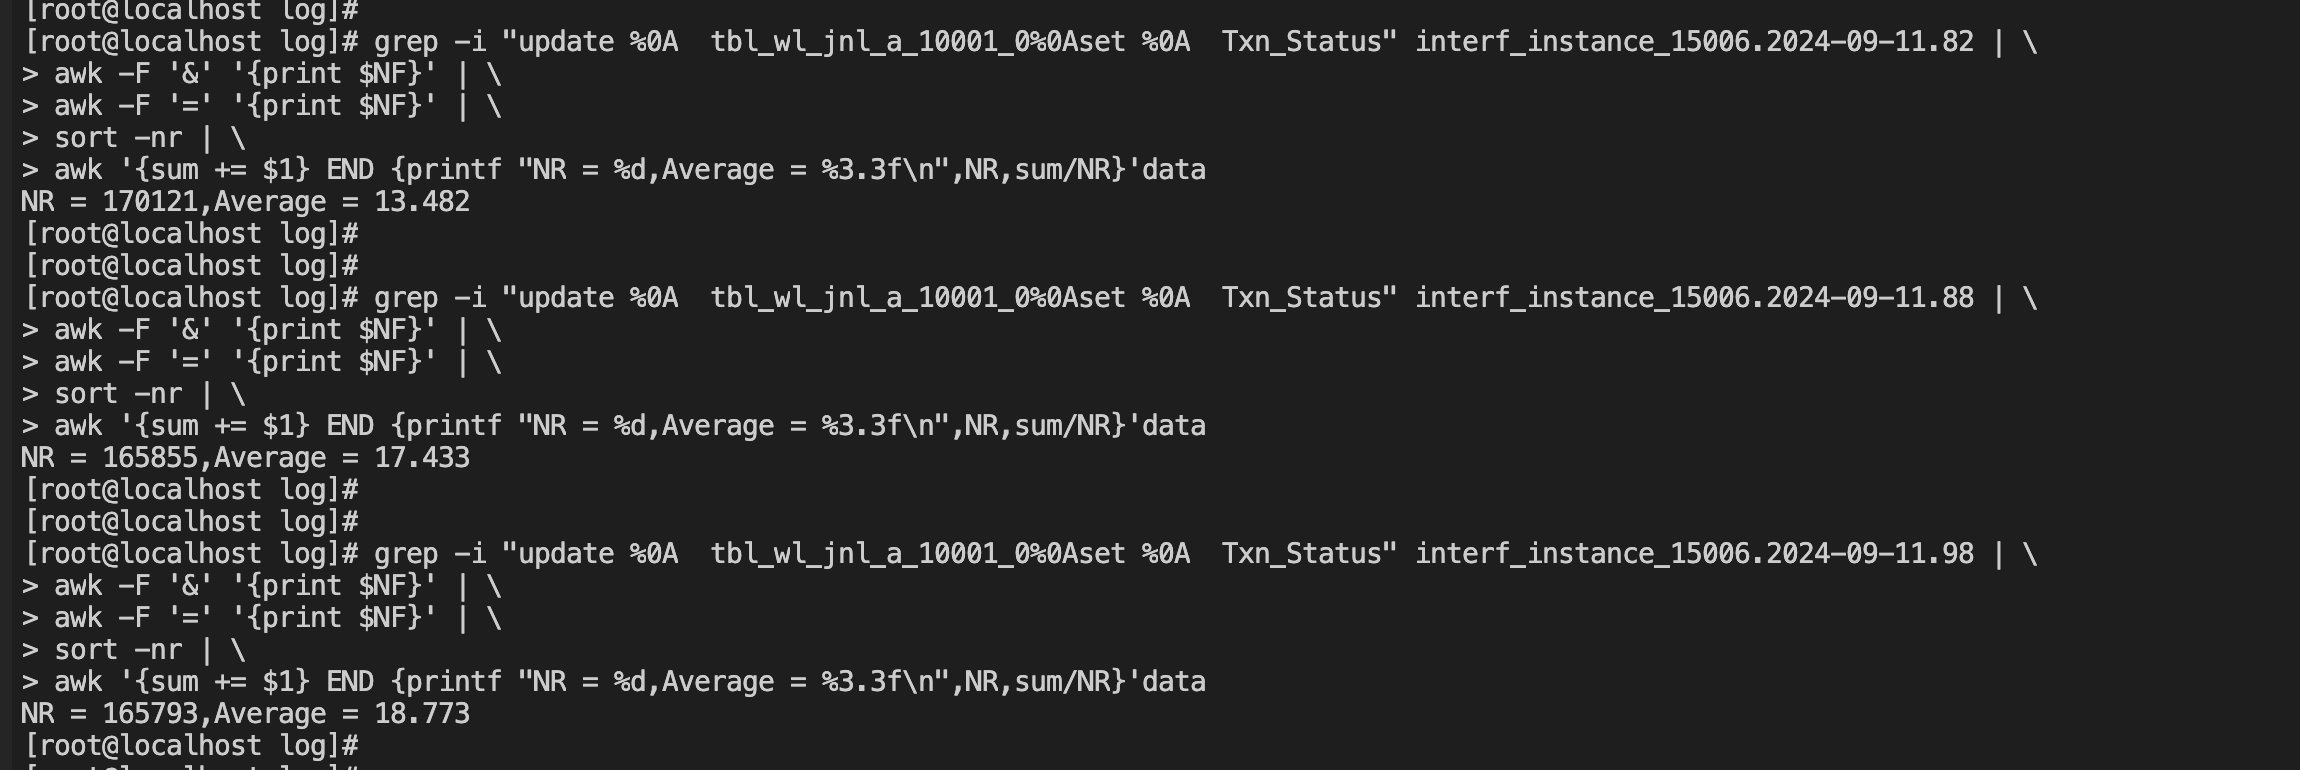 [root@localhost log]#
[root@localhost log]# grep -i "update %0A  tbl_wl_jnl_a_10001_0%0Aset %0A  Txn_Status" interf_instance_15006.2024-09-11.82 | \
> awk -F '&' '{print $NF}' | \
> awk -F '=' '{print $NF}' | \
> sort -nr | \
> awk '{sum += $1} END {printf "NR = %d,Average = %3.3f\n",NR,sum/NR}'data
NR = 170121,Average = 13.482
[root@localhost log]#
[root@localhost log]#
[root@localhost log]# grep -i "update %0A  tbl_wl_jnl_a_10001_0%0Aset %0A  Txn_Status" interf_instance_15006.2024-09-11.88 | \
> awk -F '&' '{print $NF}' | \
> awk -F '=' '{print $NF}' | \
> sort -nr | \
> awk '{sum += $1} END {printf "NR = %d,Average = %3.3f\n",NR,sum/NR}'data
NR = 165855,Average = 17.433
[root@localhost log]#
[root@localhost log]#
[root@localhost log]# grep -i "update %0A  tbl_wl_jnl_a_10001_0%0Aset %0A  Txn_Status" interf_instance_15006.2024-09-11.98 | \
> awk -F '&' '{print $NF}' | \
> awk -F '=' '{print $NF}' | \
> sort -nr | \
> awk '{sum += $1} END {printf "NR = %d,Average = %3.3f\n",NR,sum/NR}'data
NR = 165793,Average = 18.773
[root@localhost log]#